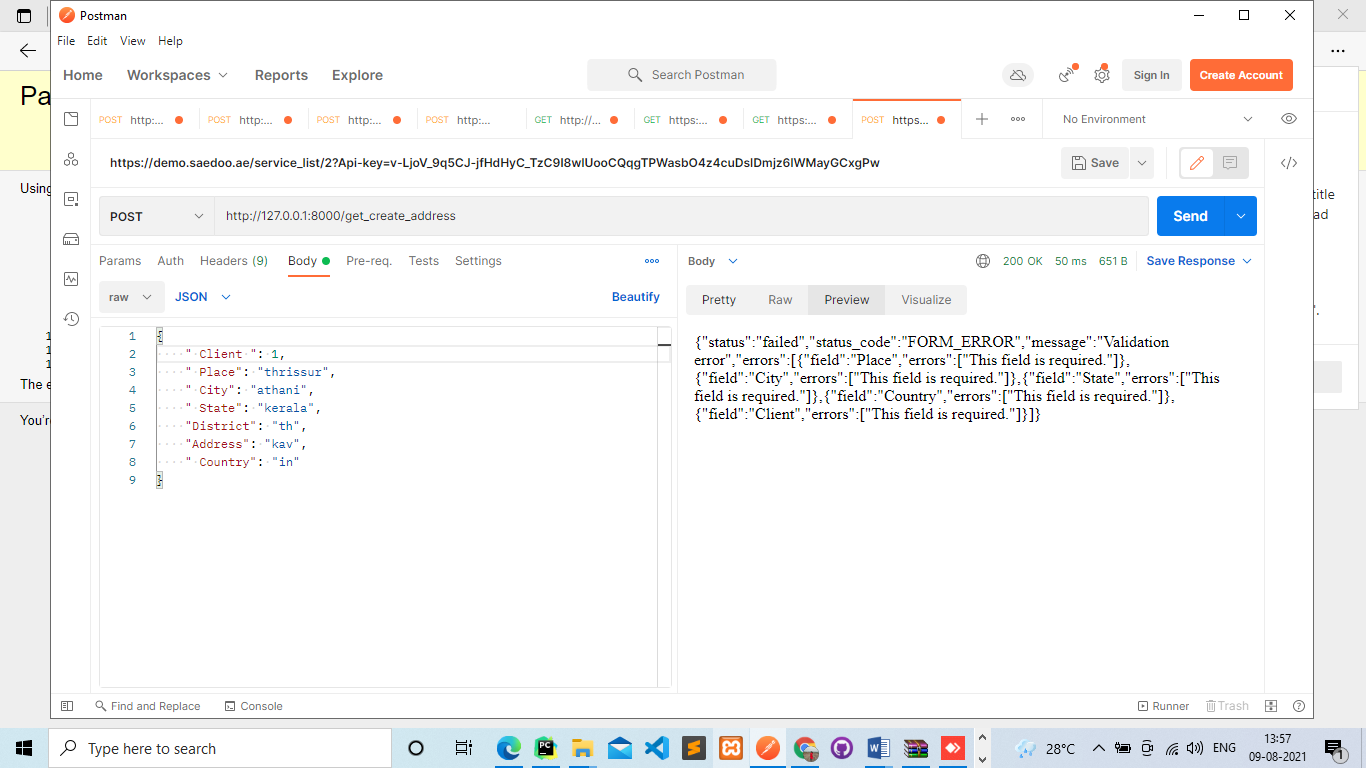 Postman
File Edit View Help
Home Workspaces Reports Explore Search Postman Sign In Create Account
Pa
POST http:... POST http:... POST http:... POST http:... GET http://... GET https:... GET https:... POST https... No Environment
https://demo.saedoo.ae/service_list/2?Api-key=v-LjoV_9q5CJ-jfHdHyC_TzC9I8wIUooCQqgTPWasbO4z4cuDslDmjz6lWMayGCxgPw Save
Using
title
POST http://127.0.0.1:8000/get_create_address Send
ad
Params Auth Headers (9) Body Pre-req. Tests Settings
Body 200 OK 50 ms 651 B Save Response
raw JSON Beautify
Pretty Raw Preview Visualize
1 {
2 " Client ": 1,
3 " Place": "thrissur",
4 " City": "athani",
5 " State": "kerala",
6 "District": "th",
7 "Address": "kav",
8 " Country": "in"
9 }
{"status":"failed","status_code":"FORM_ERROR","message":"Validation
error","errors":[{"field":"Place","errors":["This field is required."]},
{"field":"City","errors":["This field is required."]},{"field":"State","errors":["This
field is required."]},{"field":"Country","errors":["This field is required."]},
{"field":"Client","errors":["This field is required."]}]}
1
1
1
The e
You're
Find and Replace Console Runner Trash
Type here to search 28°C ENG 13:57
09-08-2021 1